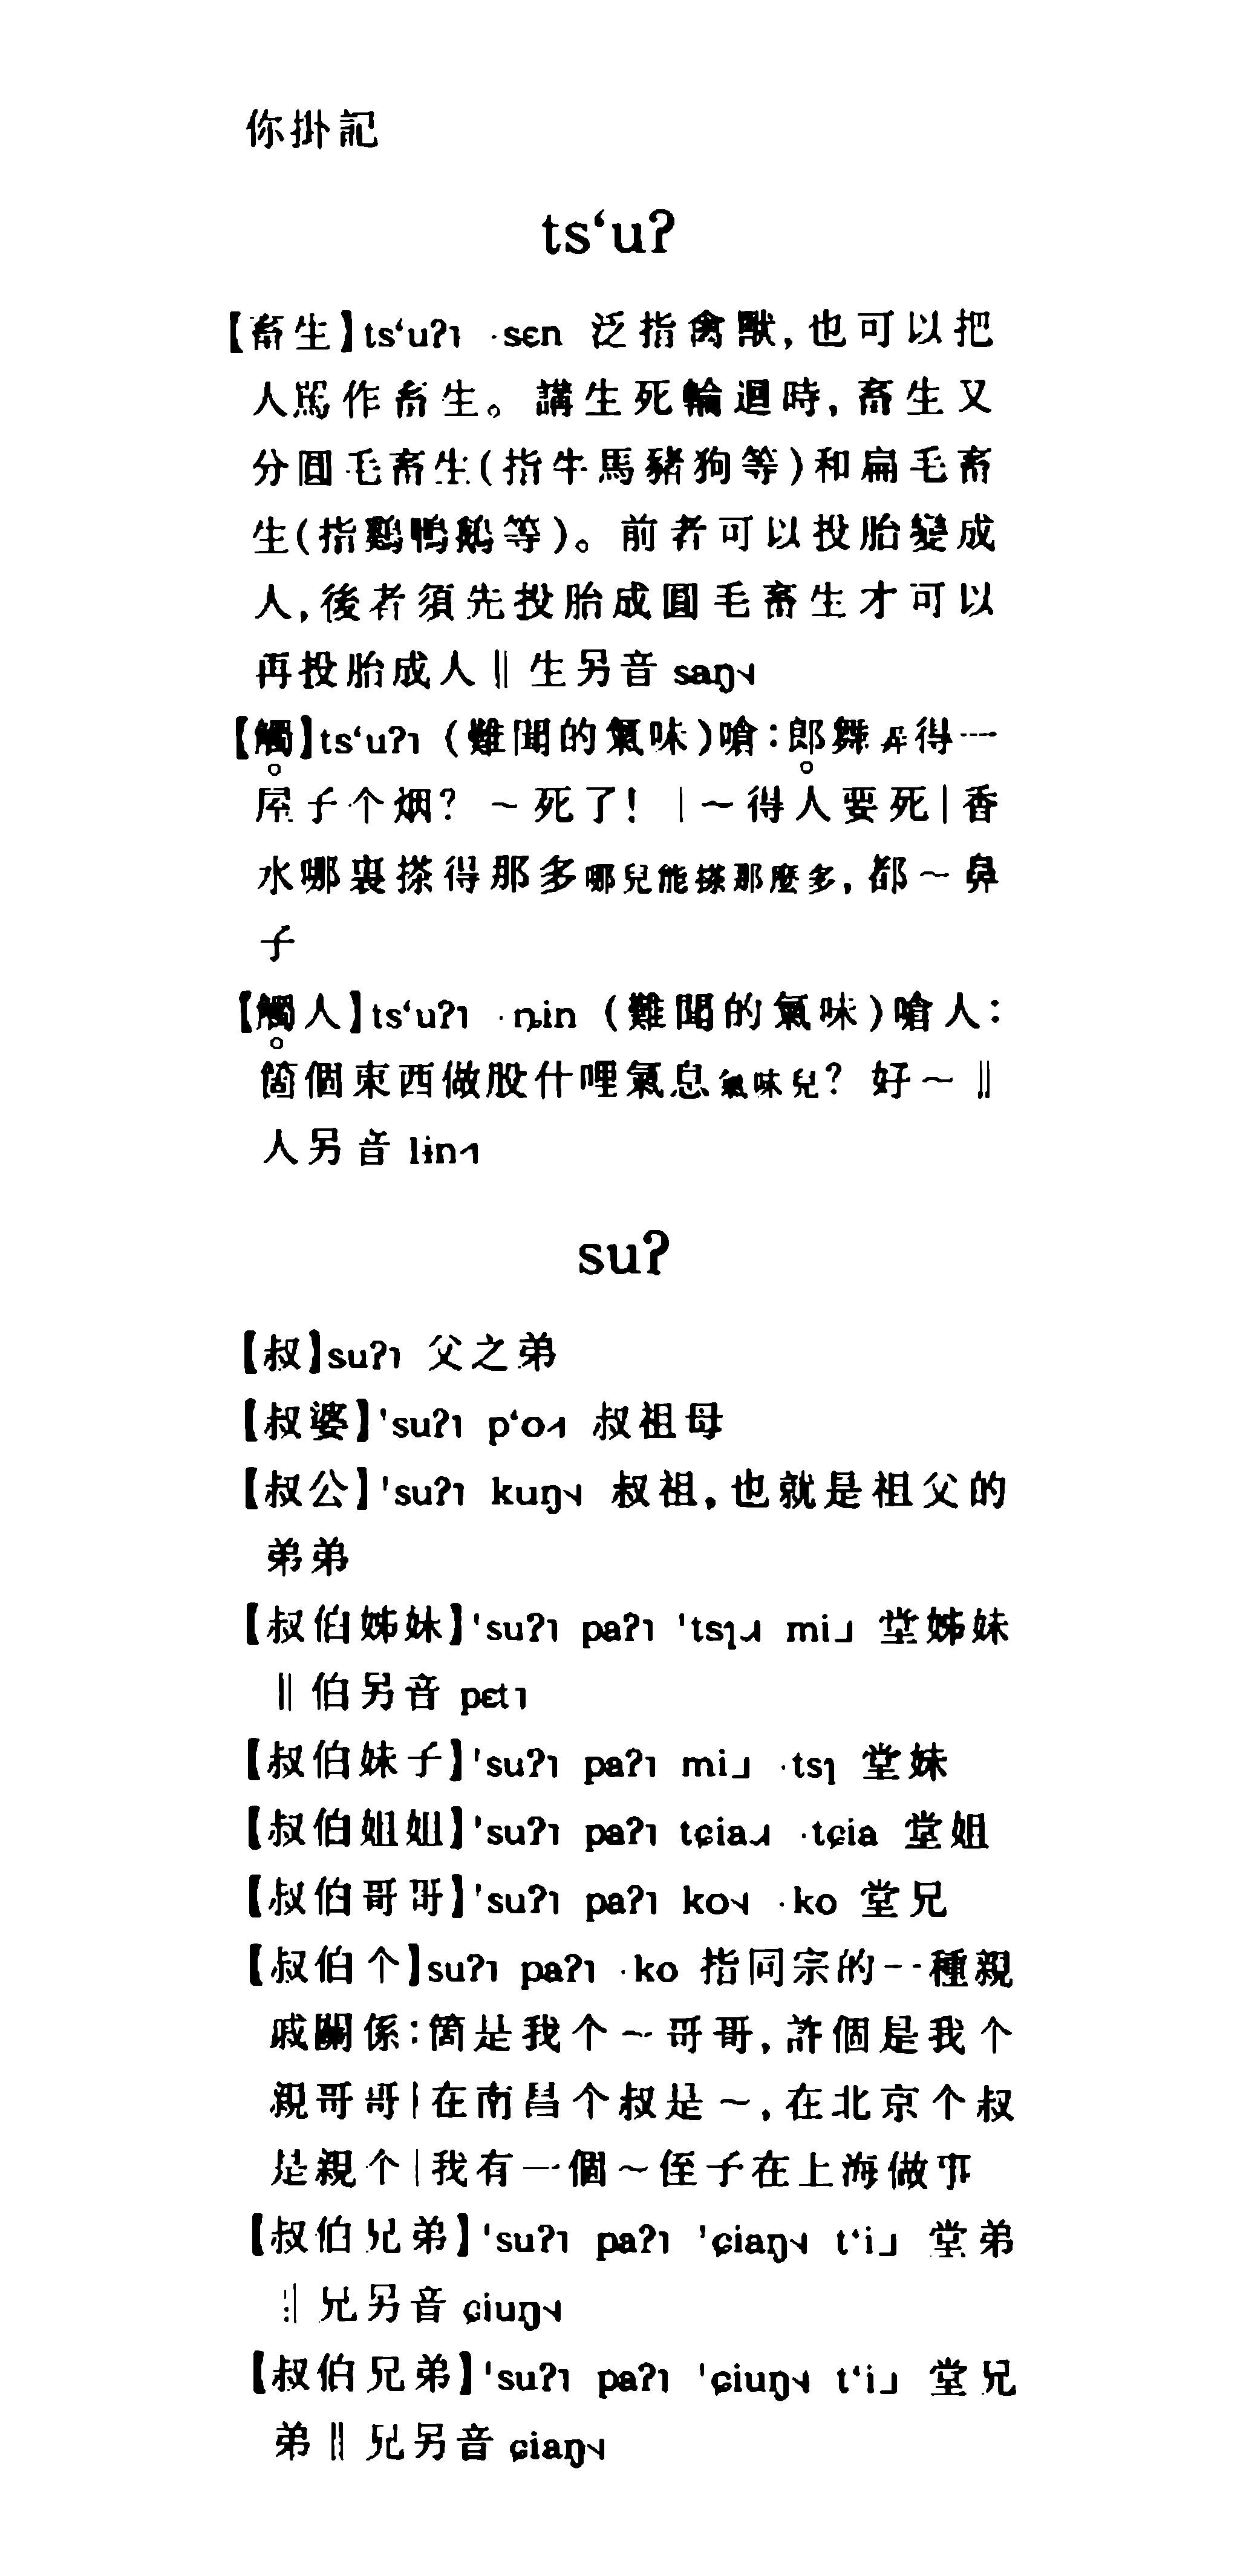 你掛記
tsʻuʔ
【畜生】tsʻuʔ˥ ·sɛn 泛指禽獸，也可以把
人駡作畜生。講生死輪迴時，畜生又
分圓毛畜生(指牛馬豬狗等)和扁毛畜
生(指鷄鴨鵝等)。前者可以投胎變成
人，後者須先投胎成圓毛畜生才可以
再投胎成人‖生另音 saŋ˧˨
【觸】tsʻuʔ˥ (難聞的氣味)嗆：郎舞弄得一
屋子个烟？～死了！｜～得人要死｜香
水哪裏搽得那多哪兒能搽那麼多，都～鼻
子
【觸人】tsʻuʔ˥ ·ȵin (難聞的氣味)嗆人：
箇個東西做股什哩氣息氣味兒？好～‖
人另音 lɨn˧˥
suʔ
【叔】suʔ˥ 父之弟
【叔婆】ˈsuʔ˥ pʻo˧˥ 叔祖母
【叔公】ˈsuʔ˥ kuŋ˧˨ 叔祖，也就是祖父的
弟弟
【叔伯姊妹】ˈsuʔ˥ paʔ˥ ˈtsɿ˨˩˧ mi˩ 堂姊妹
‖伯另音 pɛt˥
【叔伯妹子】ˈsuʔ˥ paʔ˥ mi˩ ·tsɿ 堂妹
【叔伯姐姐】ˈsuʔ˥ paʔ˥ tɕia˨˩˧ ·tɕia 堂姐
【叔伯哥哥】ˈsuʔ˥ paʔ˥ ko˧˨ ·ko 堂兄
【叔伯个】suʔ˥ paʔ˥ ·ko 指同宗的一種親
戚關係：箇是我个～哥哥，許個是我个
親哥哥｜在南昌个叔是～，在北京个叔
是親个｜我有一個～侄子在上海做事
【叔伯兄弟】ˈsuʔ˥ paʔ˥ ˈɕiaŋ˧˨ tʻi˩ 堂弟
‖兄另音 ɕiuŋ˧˨
【叔伯兄弟】ˈsuʔ˥ paʔ˥ ˈɕiuŋ˧˨ tʻi˩ 堂兄
弟‖兄另音 ɕiaŋ˧˨